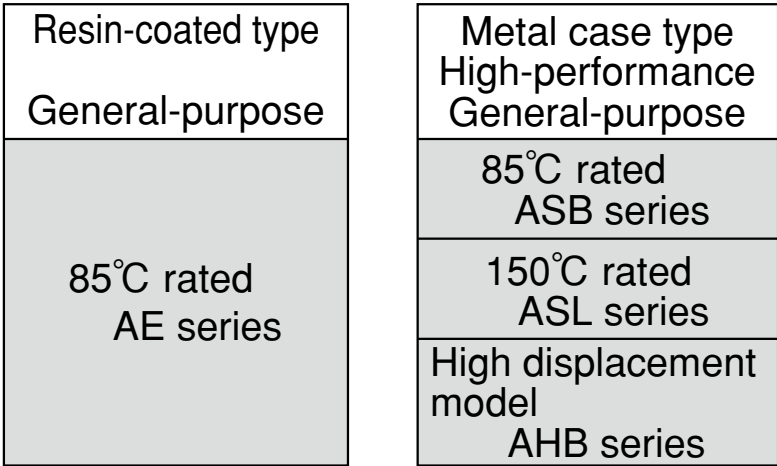 Resin-coated type
General-purpose
85℃ rated
AE series
Metal case type
High-performance
General-purpose
85℃ rated
ASB series
150℃ rated
ASL series
High displacement
model
AHB series